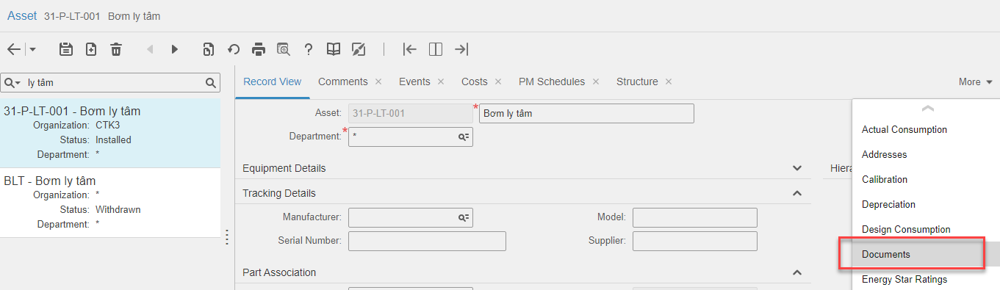 Asset 31-P-LT-001 Bơm ly tâm
ly tâm
Record View Comments Events Costs PM Schedules Structure More
31-P-LT-001 - Bơm ly tâm
Organization: CTK3
Status: Installed
Department: *
BLT - Bơm ly tâm
Organization: *
Status: Withdrawn
Department: *
Asset: 31-P-LT-001 * Bơm ly tâm
Department: * *
Equipment Details
Hiera
Tracking Details
Manufacturer:
Model:
Serial Number:
Supplier:
Part Association
Actual Consumption
Addresses
Calibration
Depreciation
Design Consumption
Documents
Energy Star Ratings